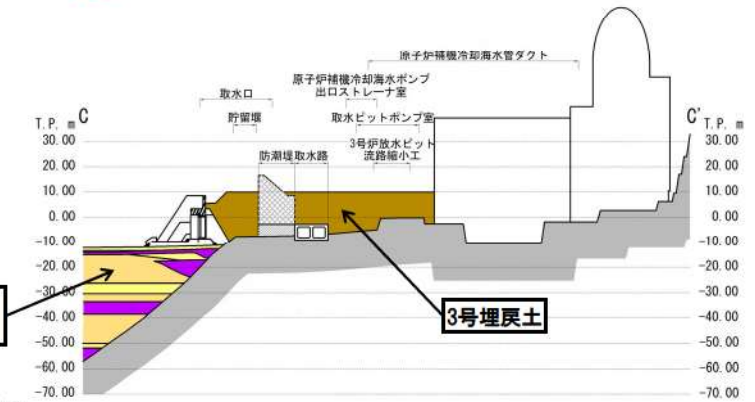 原子炉補機冷却海水管ダクト
原子炉補機冷却海水ポンプ
出口ストレーナ室
取水口
貯留堰
取水ピットポンプ室
3号炉放水ピット
流路縮小工
防潮堤
取水路
T.P. m
C
C'
T.P. m
30.00
20.00
10.00
0.00
-10.00
-20.00
-30.00
-40.00
-50.00
-60.00
-70.00
30.00
20.00
10.00
0.00
-10.00
-20.00
-30.00
-40.00
-50.00
-60.00
-70.00
3号埋戻土